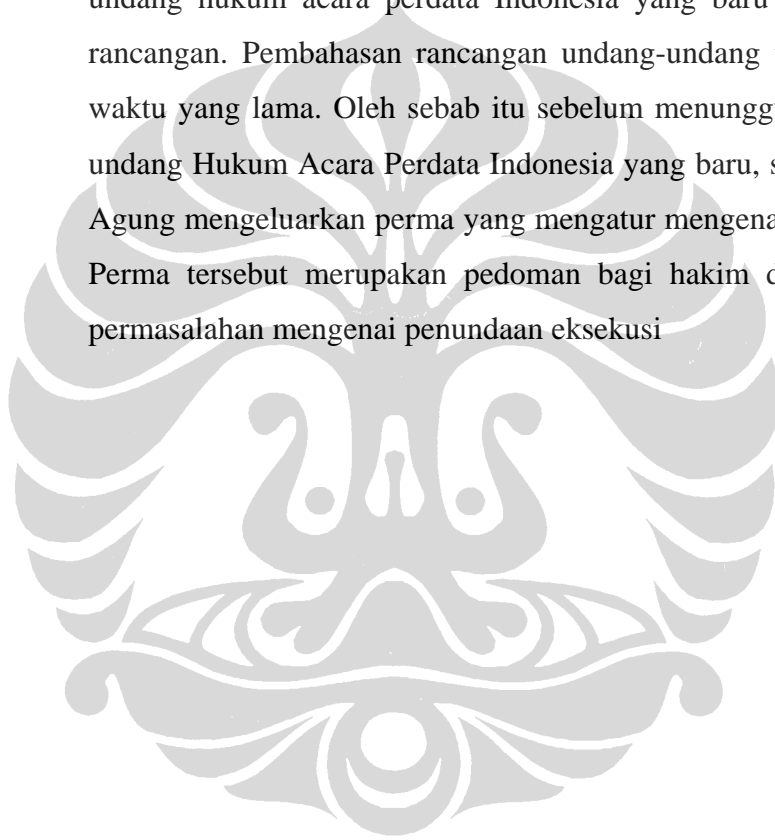 undang hukum acara perdata Indonesia yang baru
rancangan. Pembahasan rancangan undang-undang
waktu yang lama. Oleh sebab itu sebelum
undang Hukum Acara Perdata Indonesia yang baru,
Agung mengeluarkan perma yang mengatur
Perma tersebut merupakan pedoman bagi hakim
permasalahan mengenai penundaan eksekusi